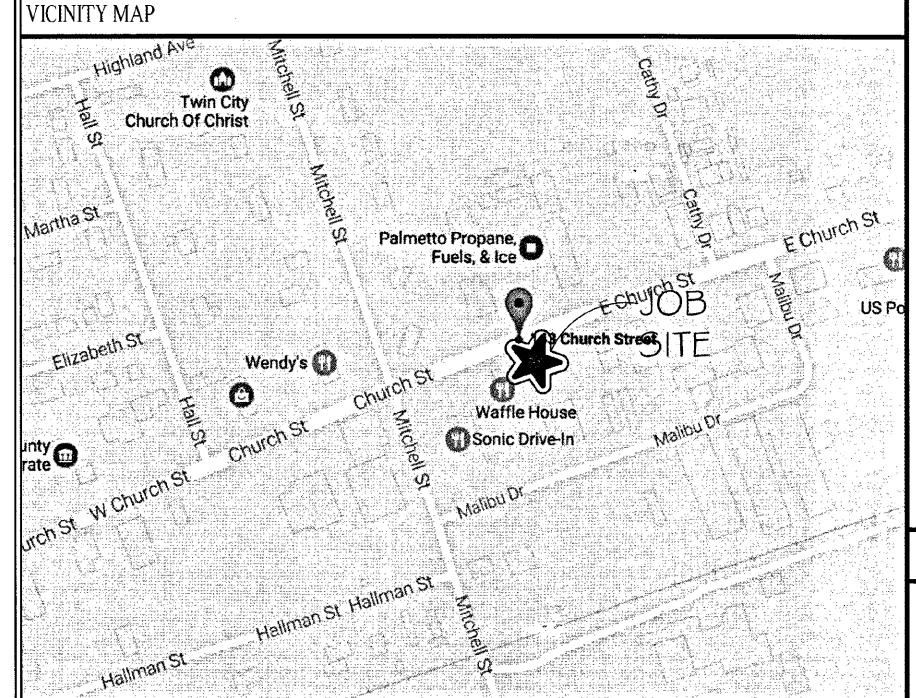 VICINITY MAP
Highland Ave
Mitchell St
Cathy Dr
Twin City
Church Of Christ
Hall St
Mitchell St
Martha St
Cathy Dr
Palmetto Propane,
Fuels, & Ice
E Church St
E Church St
JOB
Malibu Dr
US
Church Street
SITE
Elizabeth St
Wendy's
Church St
Waffle House
Hall St
Church St
Mitchell St
Sonic Drive-In
Malibu Dr
W Church St
Malibu Dr
Hallman St
Hallman St
Mitchell St
Hallman St